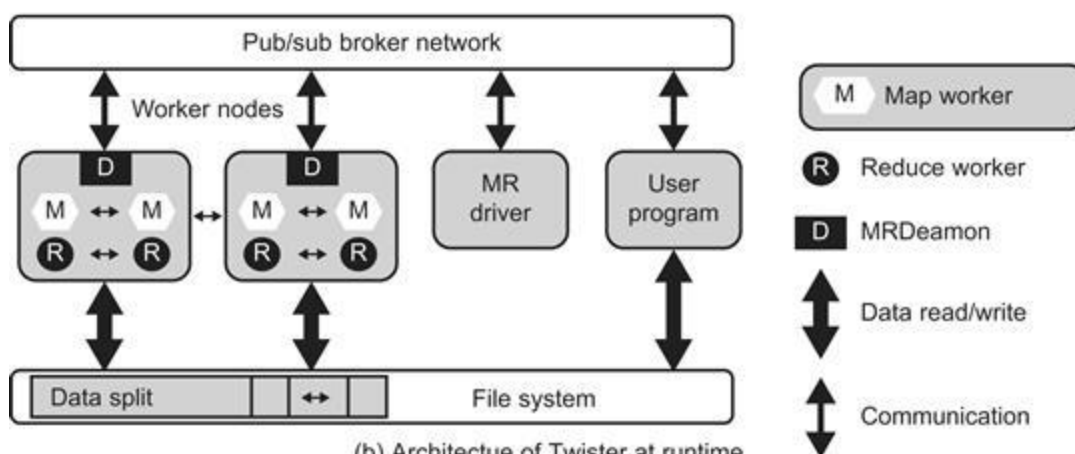 Pub/sub broker network
Worker nodes
D
D
M M
M M
R R
R R
MR
driver
User
program
Data split
File system
(b) Architectue of Twister at runtime
M Map worker
R Reduce worker
D MRDeamon
Data read/write
Communication